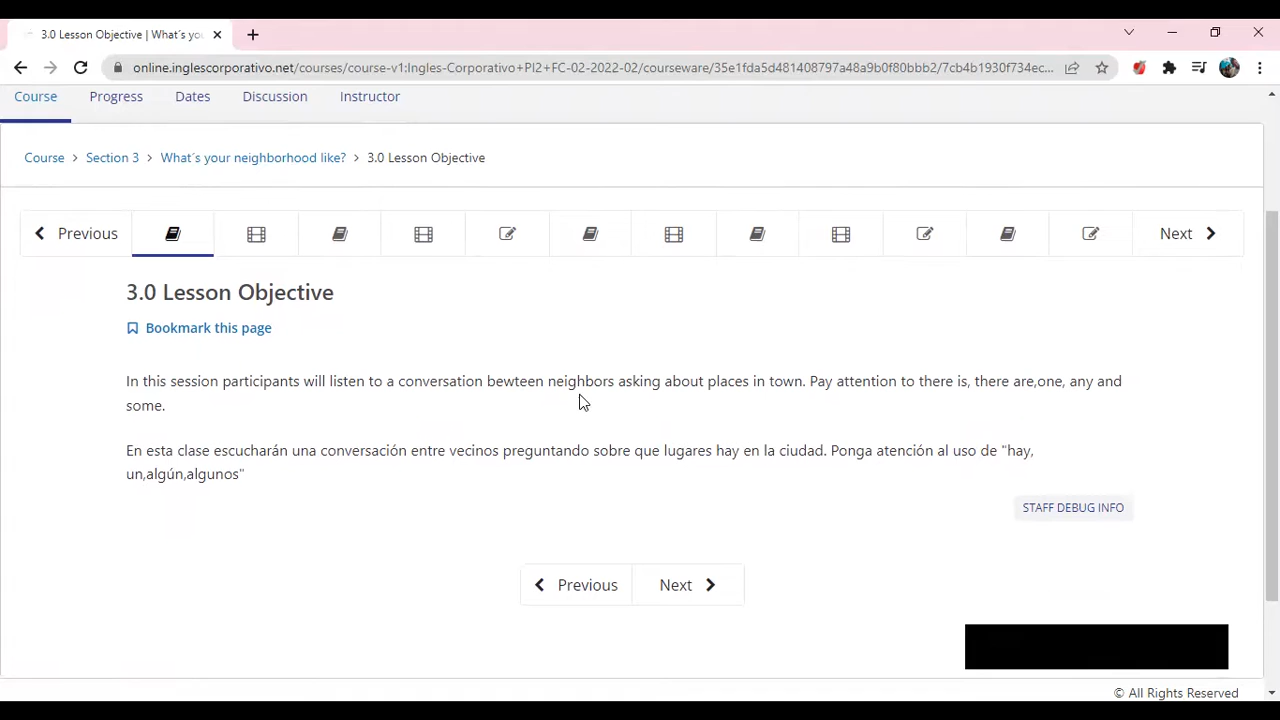 3.0 Lesson Objective | What´s you
online.inglescorporativo.net/courses/course-v1:Ingles-Corporativo+PI2+FC-02-2022-02/courseware/35e1fda5d481408797a48a9b0f80bbb2/7cb4b1930f734ec...
Course Progress Dates Discussion Instructor
Course > Section 3 > What´s your neighborhood like? > 3.0 Lesson Objective
Previous Next
3.0 Lesson Objective
Bookmark this page
In this session participants will listen to a conversation bewteen neighbors asking about places in town. Pay attention to there is, there are,one, any and
some.
En esta clase escucharán una conversación entre vecinos preguntando sobre que lugares hay en la ciudad. Ponga atención al uso de "hay,
un,algún,algunos"
STAFF DEBUG INFO
Previous Next
© All Rights Reserved